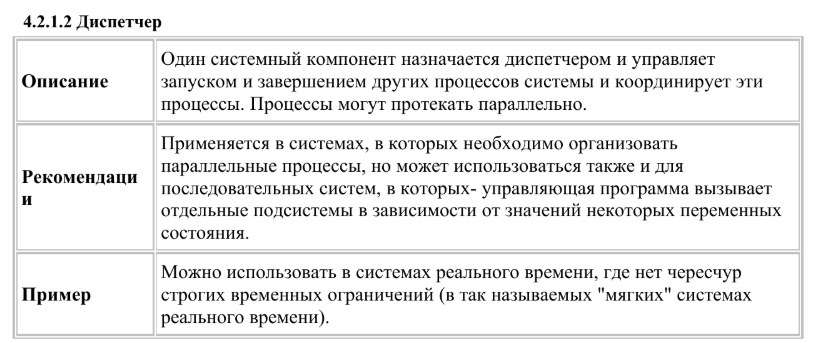 4.2.1.2 Диспетчер
Описание
Один системный компонент назначается диспетчером и управляет
запуском и завершением других процессов системы и координирует эти
процессы. Процессы могут протекать параллельно.
Рекомендаци
и
Применяется в системах, в которых необходимо организовать
параллельные процессы, но может использоваться также и для
последовательных систем, в которых- управляющая программа вызывает
отдельные подсистемы в зависимости от значений некоторых переменных
состояния.
Пример
Можно использовать в системах реального времени, где нет чересчур
строгих временных ограничений (в так называемых "мягких" системах
реального времени).